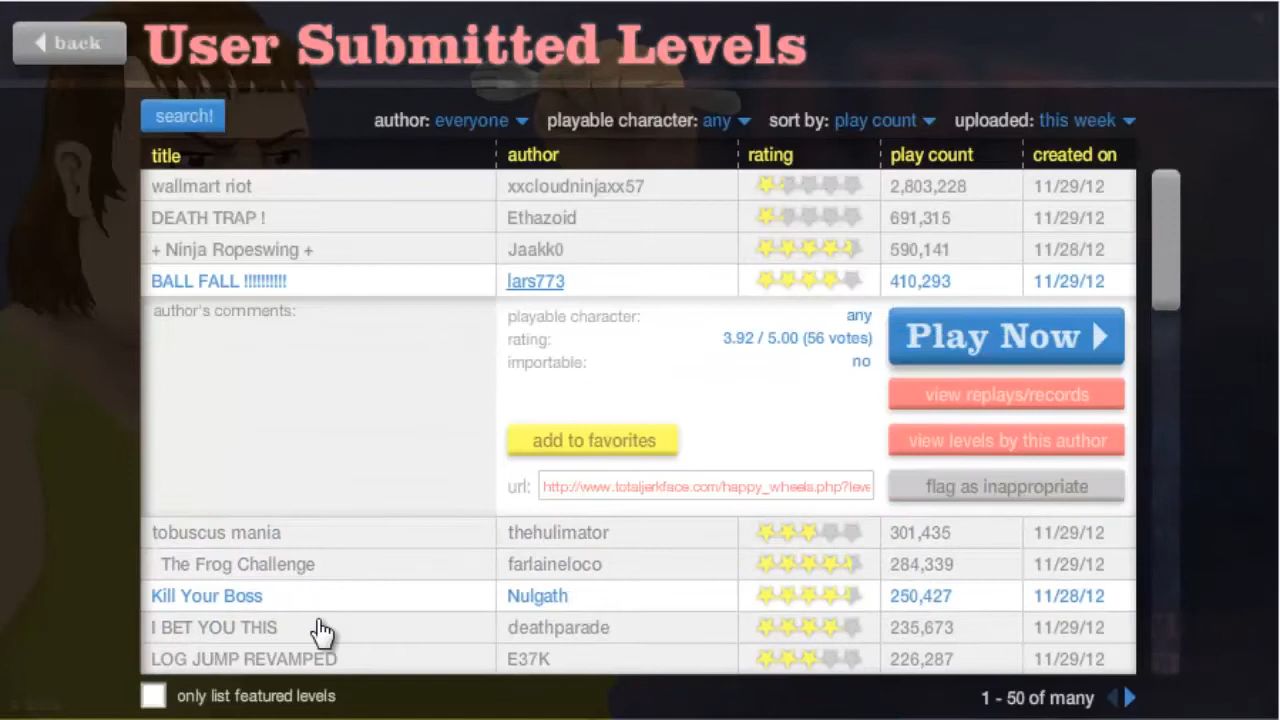 back
User Submitted Levels
search!
author: everyone playable character: any sort by: play count uploaded: this week
title author rating play count created on
wallmart riot xxcloudninjaxx57 2,803,228 11/29/12
DEATH TRAP ! Ethazoid 691,315 11/29/12
+ Ninja Ropeswing + Jaakk0 590,141 11/28/12
BALL FALL !!!!!!!!!! lars773 410,293 11/29/12
author's comments:
playable character: any
rating: 3.92 / 5.00 (56 votes)
importable: no
Play Now
view replays/records
add to favorites
view levels by this author
url: http://www.totaljerkface.com/happy_wheels.php?leve
flag as inappropriate
tobuscus mania thehulimator 301,435 11/29/12
The Frog Challenge farlaineloco 284,339 11/29/12
Kill Your Boss Nulgath 250,427 11/28/12
I BET YOU THIS deathparade 235,673 11/29/12
LOG JUMP REVAMPED E37K 226,287 11/29/12
only list featured levels
1 - 50 of many